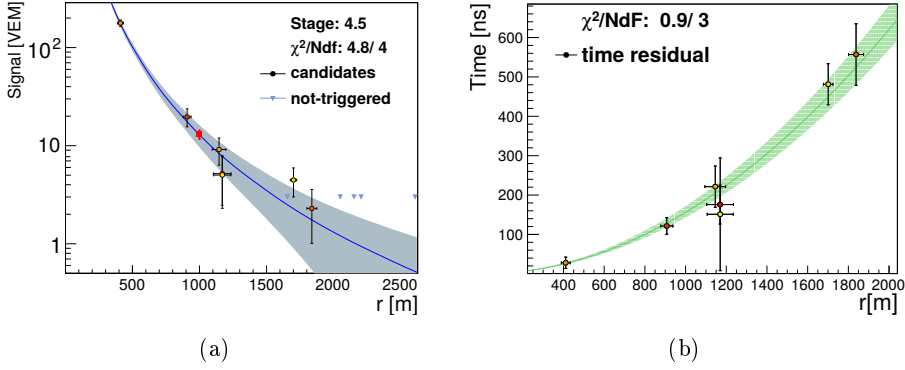 Signal [VEM]
10²
10
1
Stage: 4.5
χ²/Ndf: 4.8/ 4
candidates
not-triggered
500 1000 1500 2000 2500
r [m]
(a)
Time [ns]
600
500
400
300
200
100
χ²/NdF: 0.9/ 3
time residual
400 600 800 1000 1200 1400 1600 1800 2000
r[m]
(b)